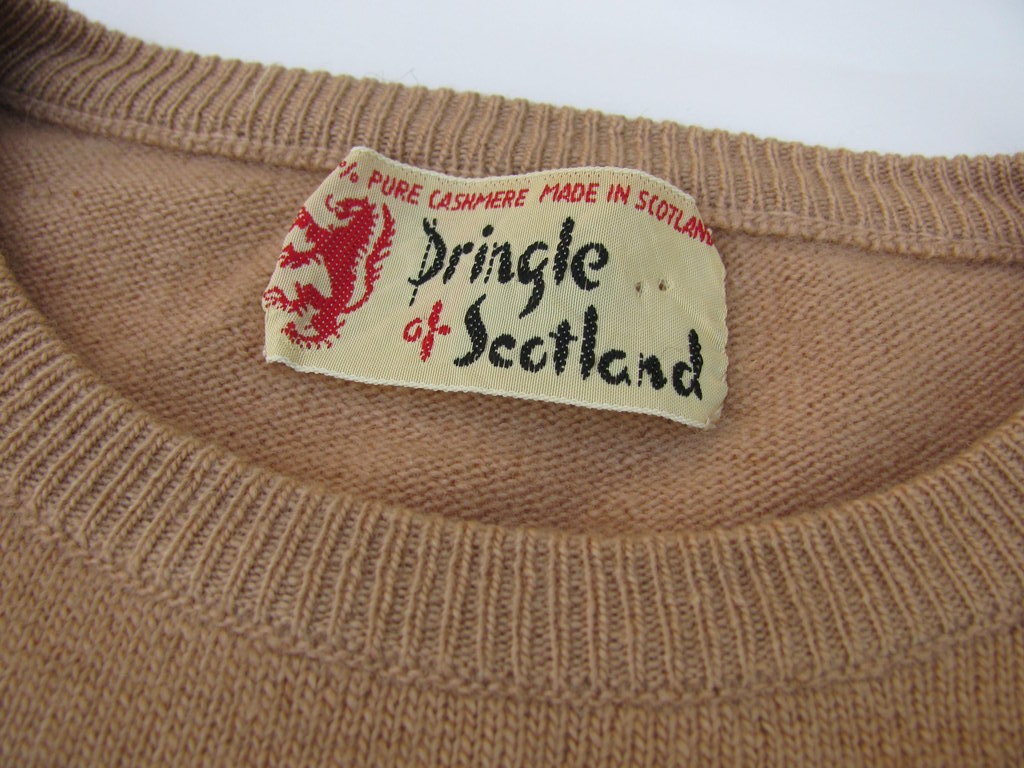 % PURE CASHMERE MADE IN SCOTLAND
Pringle
of Scotland